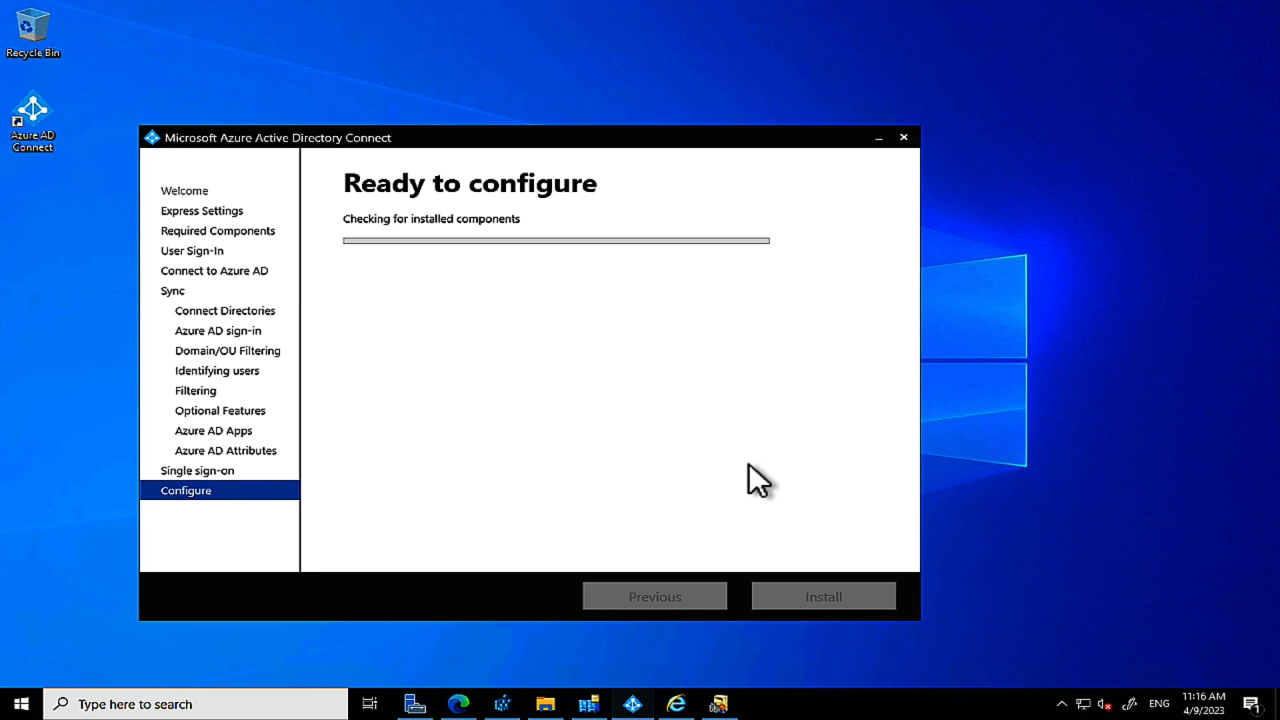 Recycle Bin
Azure AD
Connect
Microsoft Azure Active Directory Connect
Welcome
Express Settings
Required Components
User Sign-In
Connect to Azure AD
Sync
Connect Directories
Azure AD sign-in
Domain/OU Filtering
Identifying users
Filtering
Optional Features
Azure AD Apps
Azure AD Attributes
Single sign-on
Configure
Ready to configure
Checking for installed components
Previous
Install
Type here to search
ENG
11:16 AM
4/9/2023
1